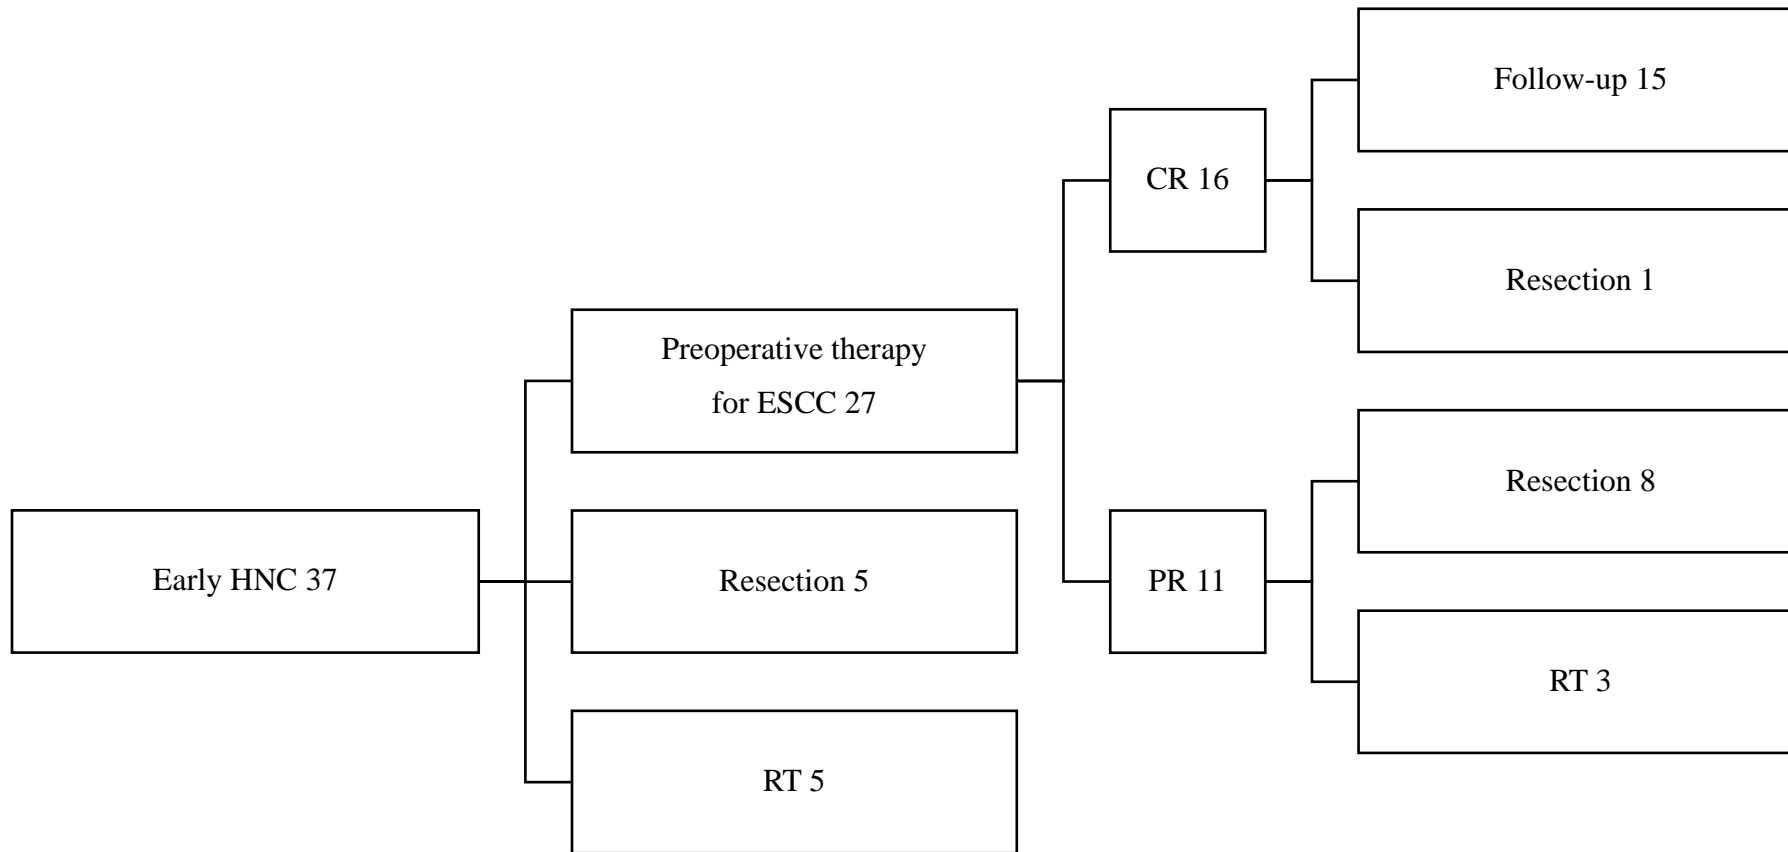 Follow-up 15
CR 16
Resection 1
Preoperative therapy
for ESCC 27
Resection 8
Early HNC 37
Resection 5
PR 11
RT 3
RT 5